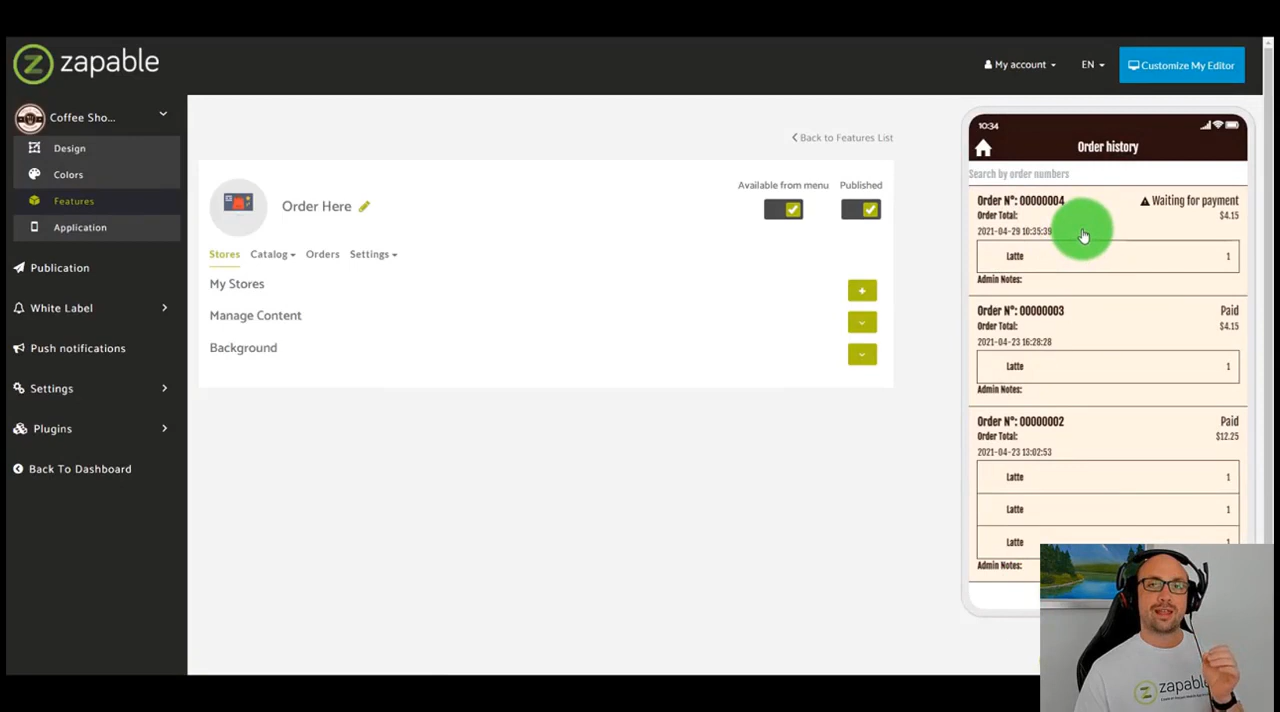 zapable
My account
EN
Customize My Editor
Coffee Sho...
Design
Colors
Features
Application
Publication
White Label
Push notifications
Settings
Plugins
Back To Dashboard
Back to Features List
Order Here
Available from menu
Published
Stores
Catalog
Orders
Settings
My Stores
Manage Content
Background
10:34
Order history
Search by order numbers
Order N°: 00000004
Waiting for payment
Order Total:
$4.15
2021-04-29 10:35:39
Latte 1
Admin Notes:
Order N°: 00000003
Paid
Order Total:
$4.15
2021-04-23 16:28:28
Latte 1
Admin Notes:
Order N°: 00000002
Paid
Order Total:
$12.25
2021-04-23 13:02:53
Latte 1
Latte 1
Latte 1
Admin Notes:
zapable